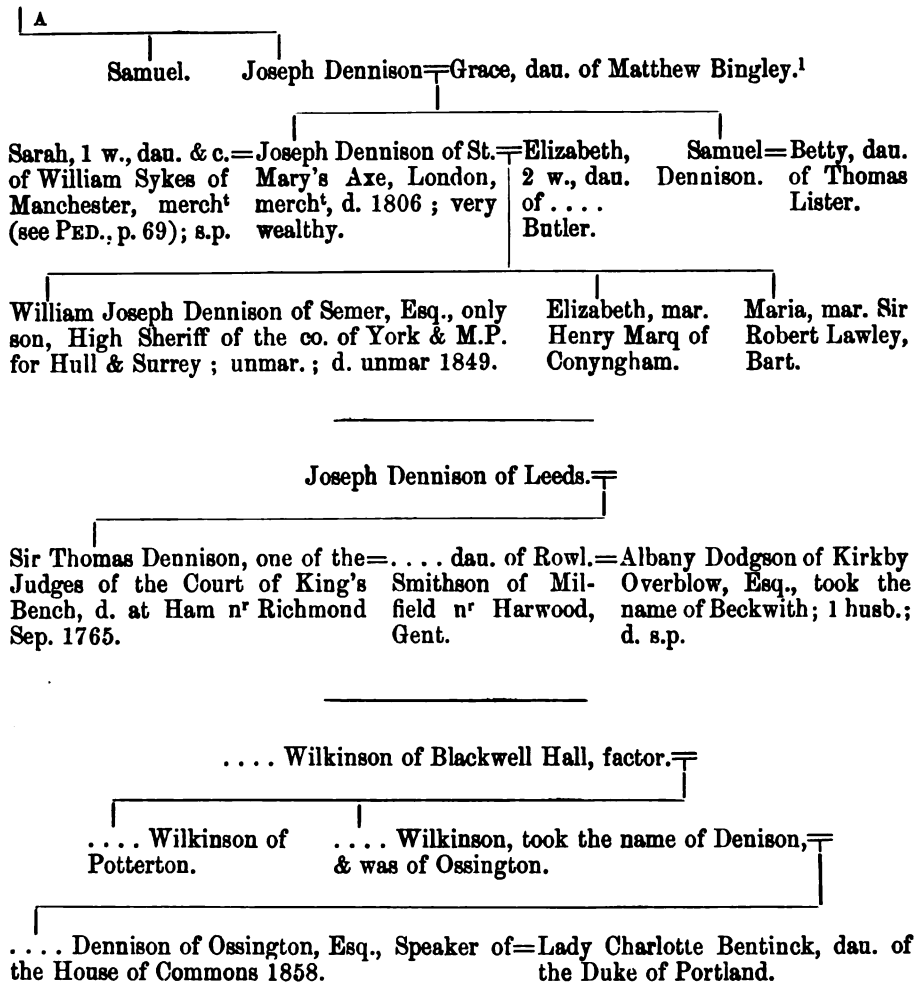 A
Samuel. Joseph Dennison=Grace, dau. of Matthew Bingley.¹
Sarah, 1 w., dau. & c.=
of William Sykes of
Manchester, merchᵗ
(see PED., p. 69); s.p.
Joseph Dennison of St.=
Mary's Axe, London,
merchᵗ, d. 1806 ; very
wealthy.
Elizabeth,
2 w., dau.
of . . . .
Butler.
Samuel=
Dennison.
Betty, dau.
of Thomas
Lister.
William Joseph Dennison of Semer, Esq., only
son, High Sheriff of the co. of York & M.P.
for Hull & Surrey ; unmar. ; d. unmar 1849.
Elizabeth, mar.
Henry Marq of
Conyngham.
Maria, mar. Sir
Robert Lawley,
Bart.
Joseph Dennison of Leeds.=
Sir Thomas Dennison, one of the=
Judges of the Court of King's
Bench, d. at Ham nʳ Richmond
Sep. 1765.
. . . . dau. of Rowl.=
Smithson of Mil-
field nʳ Harwood,
Gent.
Albany Dodgson of Kirkby
Overblow, Esq., took the
name of Beckwith; 1 husb.;
d. s.p.
. . . . Wilkinson of Blackwell Hall, factor.=
. . . . Wilkinson of
Potterton.
. . . . Wilkinson, took the name of Denison,=
& was of Ossington.
. . . . Dennison of Ossington, Esq., Speaker of=
the House of Commons 1858.
Lady Charlotte Bentinck, dau. of
the Duke of Portland.